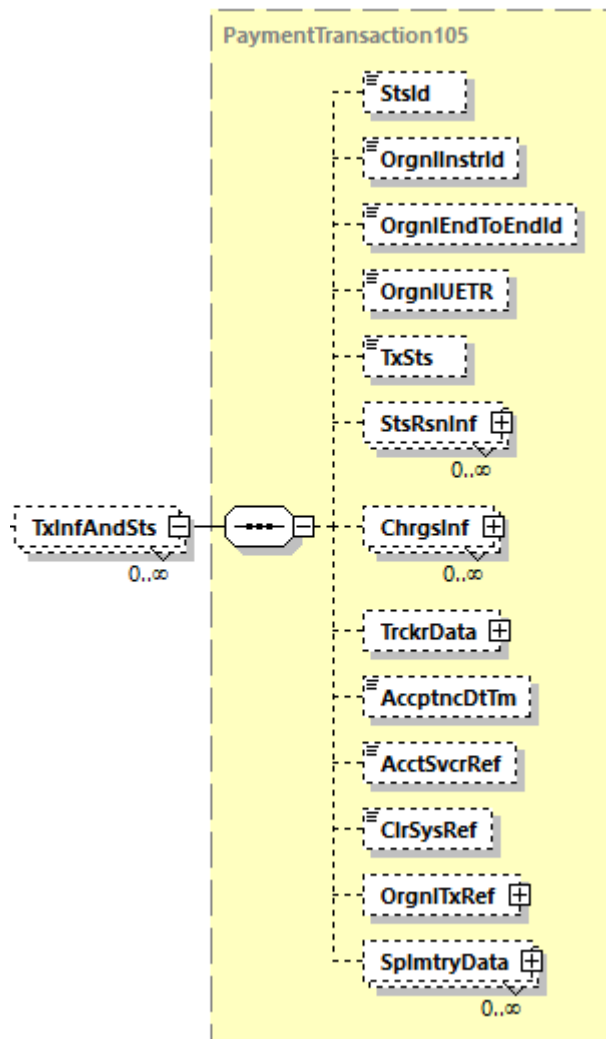 PaymentTransaction105
StsId
OrgnlInstrId
OrgnlEndToEndId
OrgnlUETR
TxSts
StsRsnInf
0..∞
TxInfAndSts
0..∞
ChrgsInf
0..∞
TrckrData
AccptncDtTm
AcctSvcrRef
ClrSysRef
OrgnlTxRef
SplmtryData
0..∞